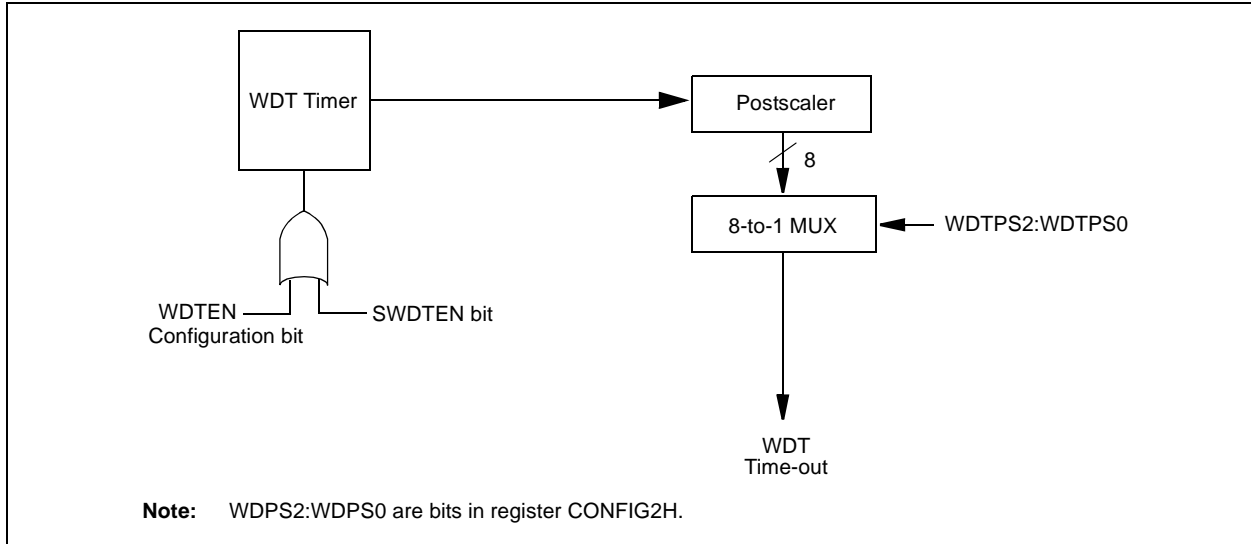 WDT Timer
Postscaler
8
8-to-1 MUX
WDTPS2:WDTPS0
WDTEN
Configuration bit
SWDTEN bit
WDT
Time-out
Note: WDPS2:WDPS0 are bits in register CONFIG2H.